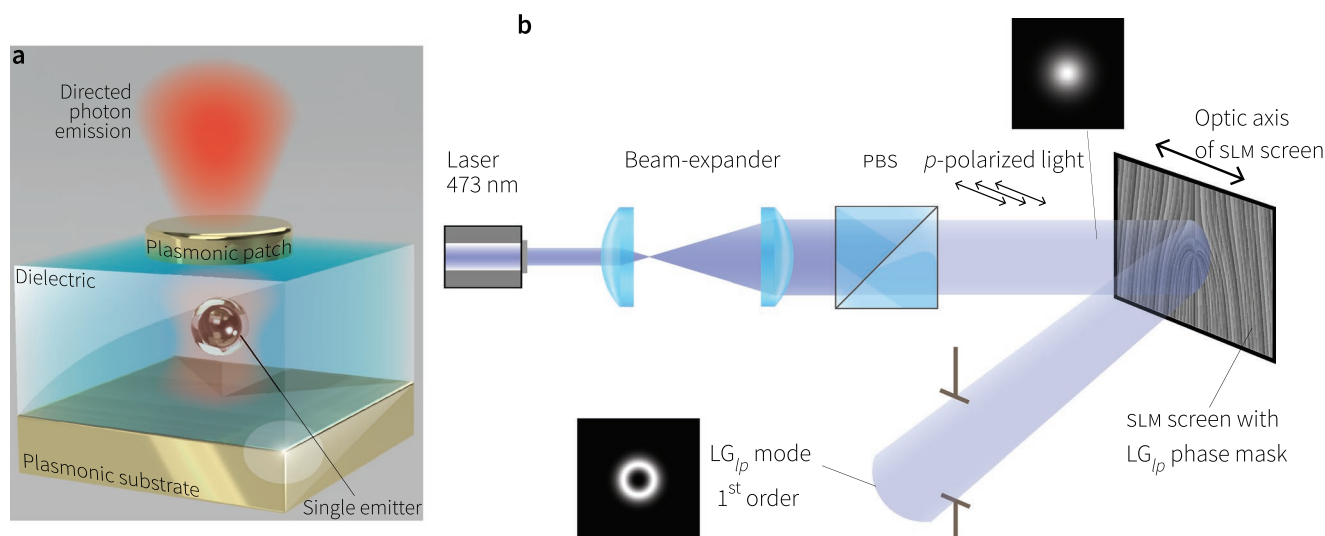 a
Directed
photon
emission
Plasmonic patch
Dielectric
Plasmonic substrate
Single emitter
b
Laser
473 nm
Beam-expander
PBS
p-polarized light
Optic axis
of SLM screen
SLM screen with
LGlp phase mask
LGlp mode
1st order